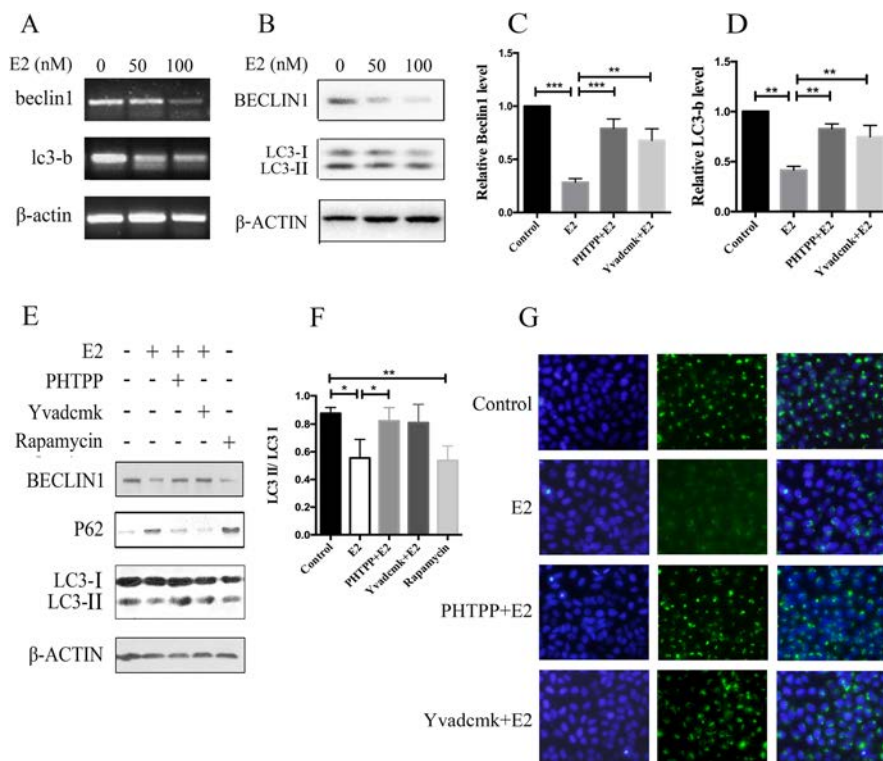 A
E2 (nM) 0 50 100
beclin1
lc3-b
β-actin
B
E2 (nM) 0 50 100
BECLIN1
LC3-I
LC3-II
β-ACTIN
C
Relative Beclin1 level
1.5
1.0
0.5
0.0
**
*** ***
Control
E2
PHTPP+E2
Yvadcmk+E2
D
Relative LC3-b level
1.5
1.0
0.5
0.0
**
** **
Control
E2
PHTPP+E2
Yvadcmk+E2
E
- + + + - E2
- - + - - PHTPP
- - - + - Yvadcmk
- - - - + Rapamycin
BECLIN1
P62
LC3-I
LC3-II
β-ACTIN
F
LC3 II/ LC3 I
1.0
0.8
0.6
0.4
0.2
0.0
**
* *
Control
E2
PHTPP+E2
Yvadcmk+E2
Rapamycin
G
Control
E2
PHTPP+E2
Yvadcmk+E2